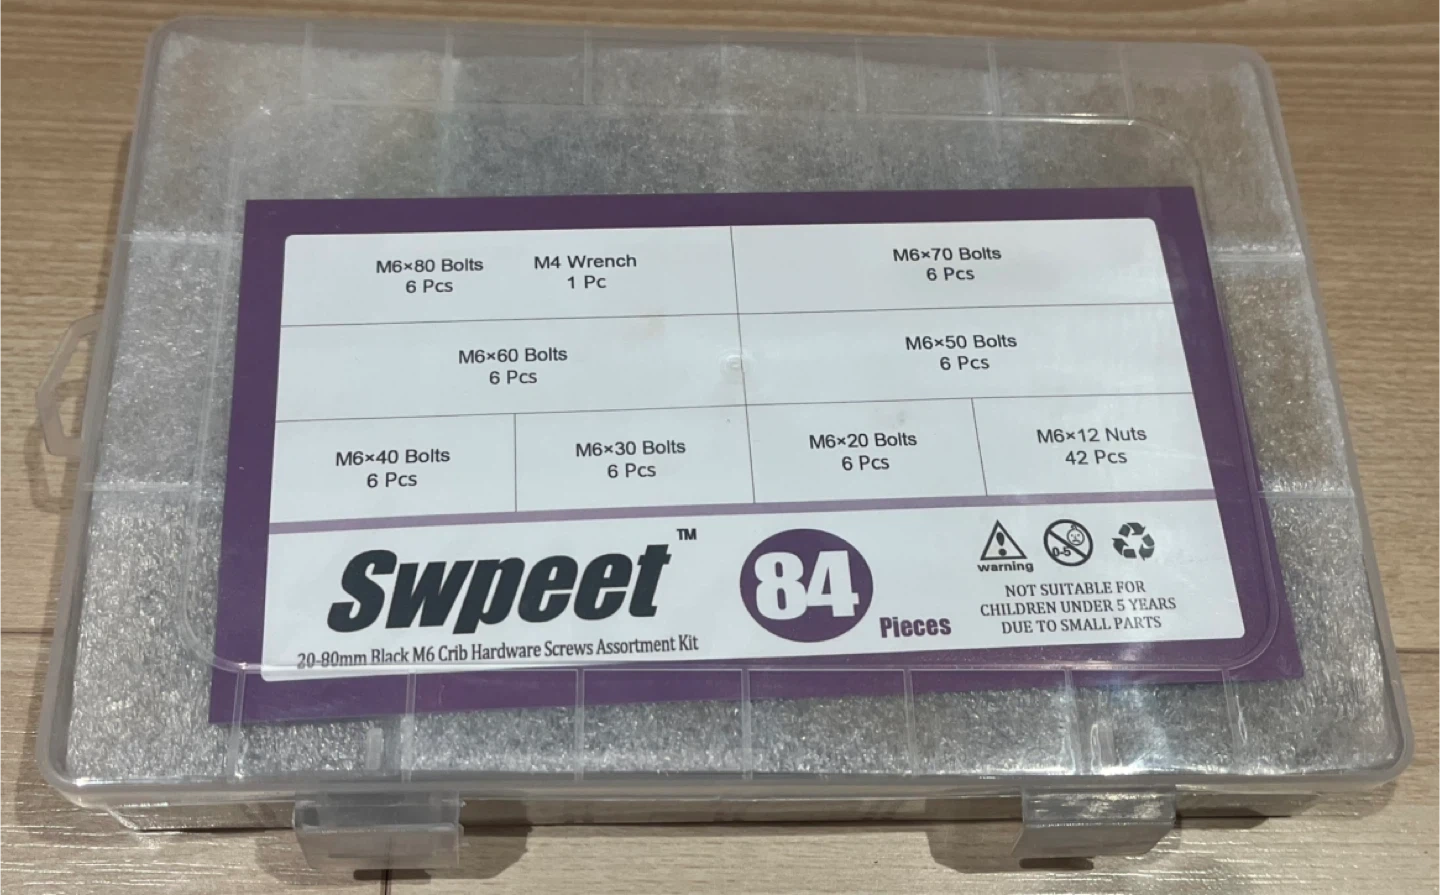 M6×80 Bolts
6 Pcs
M4 Wrench
1 Pc
M6×70 Bolts
6 Pcs
M6×60 Bolts
6 Pcs
M6×50 Bolts
6 Pcs
M6×40 Bolts
6 Pcs
M6×30 Bolts
6 Pcs
M6×20 Bolts
6 Pcs
M6×12 Nuts
42 Pcs
Swpeet™
20-80mm Black M6 Crib Hardware Screws Assortment Kit
84
Pieces
warning
0-5
NOT SUITABLE FOR
CHILDREN UNDER 5 YEARS
DUE TO SMALL PARTS